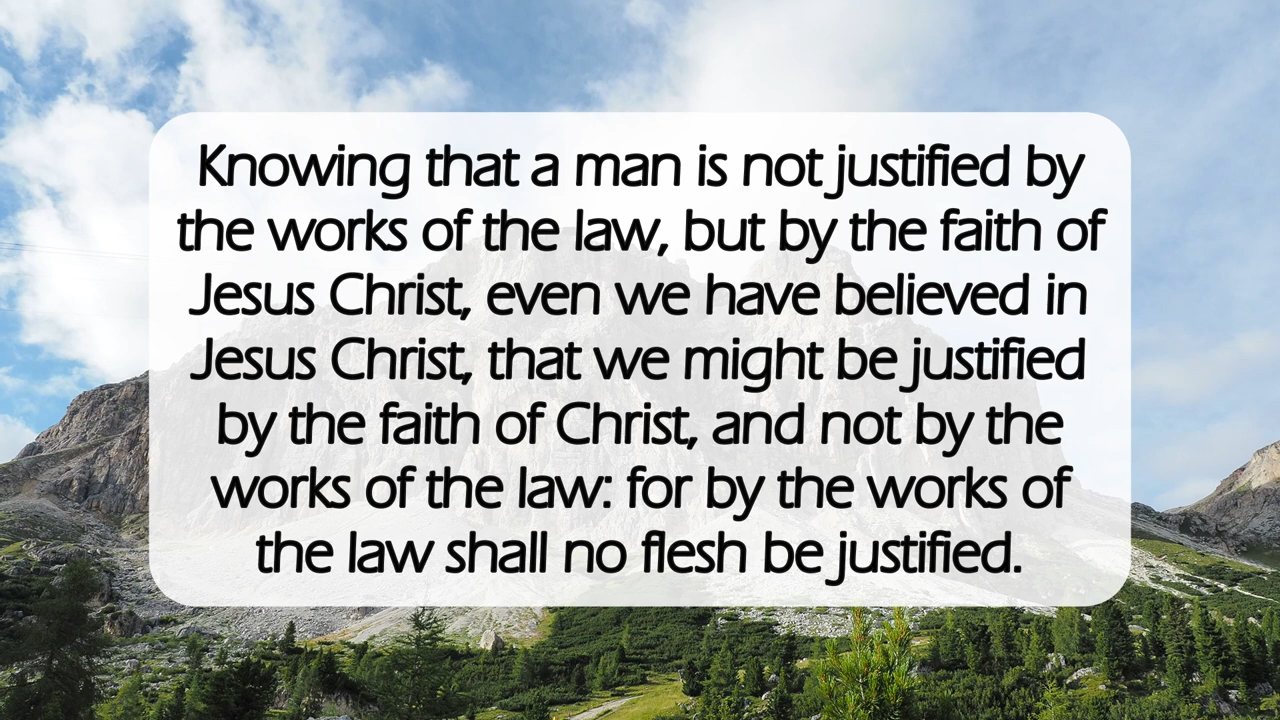 Knowing that a man is not justified by
the works of the law, but by the faith of
Jesus Christ, even we have believed in
Jesus Christ, that we might be justified
by the faith of Christ, and not by the
works of the law: for by the works of
the law shall no flesh be justified.